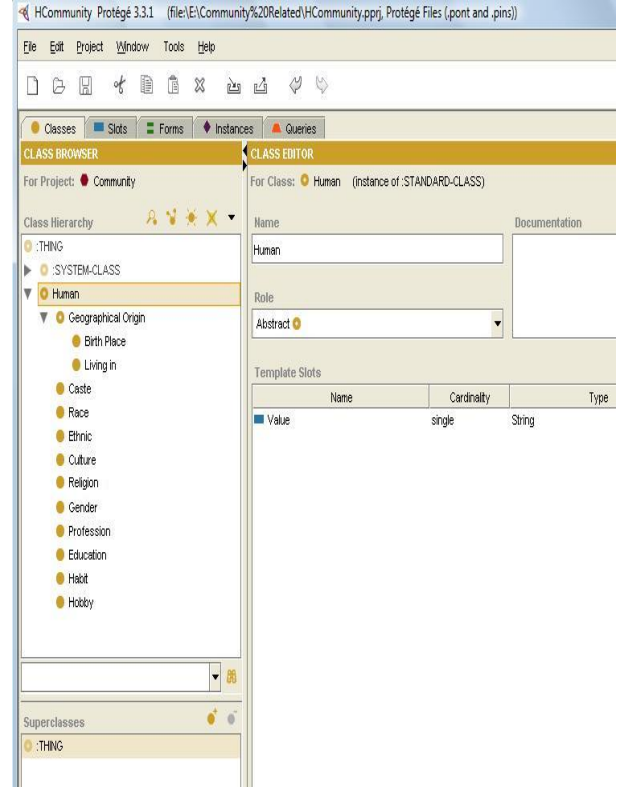 HCommunity Protégé 3.3.1 (file:\E:\Community%20Related\HCommunity.pprj, Protégé Files (.pont and .pins))
File Edit Project Window Tools Help
Classes Slots Forms Instances Queries
CLASS BROWSER
For Project: Community
Class Hierarchy
:THING
:SYSTEM-CLASS
Human
Geographical Origin
Birth Place
Living in
Caste
Race
Ethnic
Culture
Religion
Gender
Profession
Education
Habit
Hobby
Superclasses
:THING
CLASS EDITOR
For Class: Human (instance of :STANDARD-CLASS)
Name
Human
Documentation
Role
Abstract
Template Slots
Name Cardinality Type
Value single String